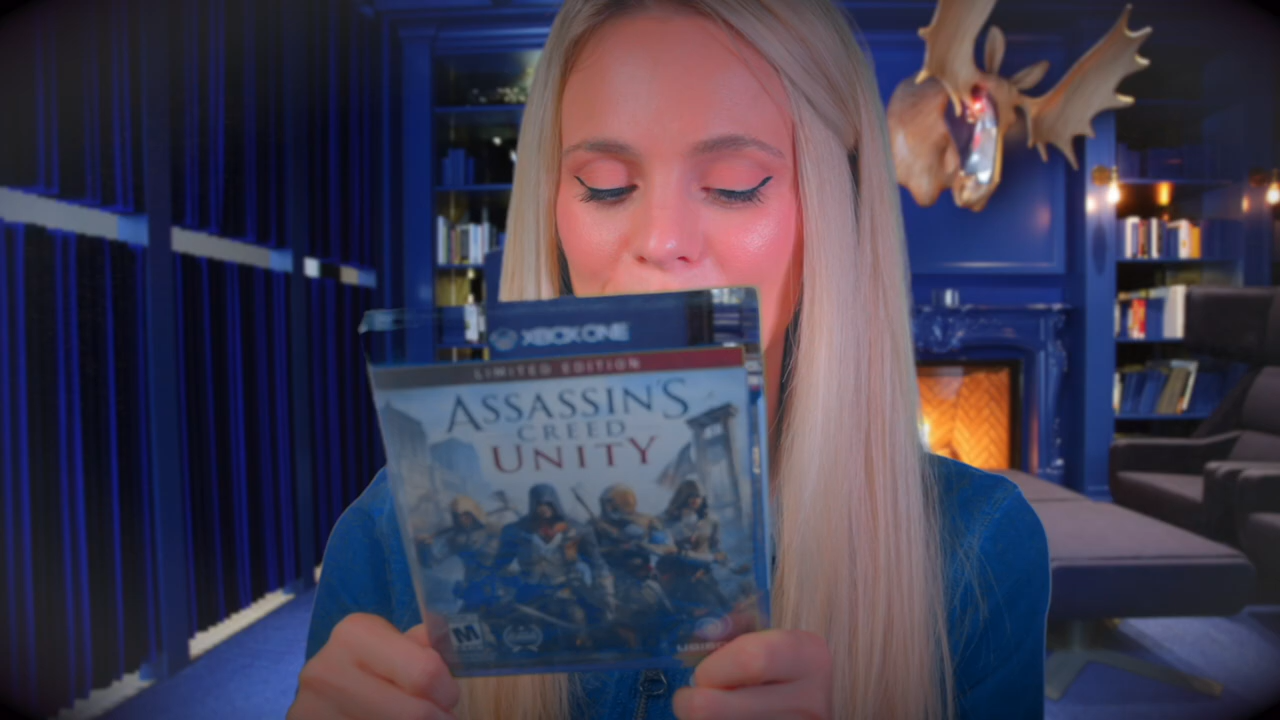 XBOX ONE
LIMITED EDITION
ASSASSIN'S
CREED
UNITY
M